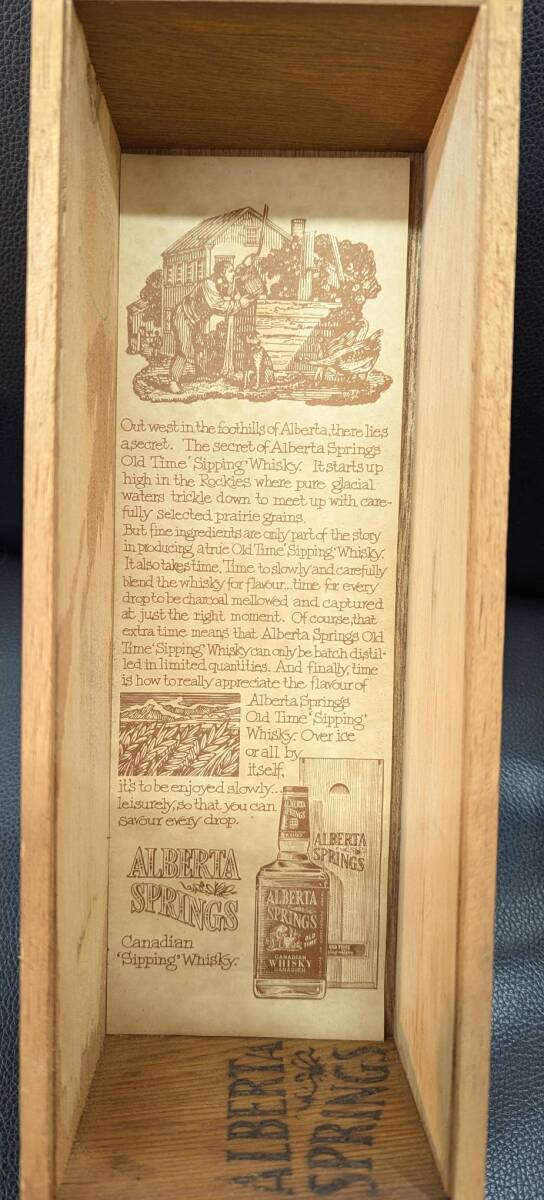 Out west in the foothills of Alberta, there lies
a secret. The secret of Alberta Springs
Old Time 'Sipping' Whisky. It starts up
high in the Rockies where pure glacial
waters trickle down to meet up with care-
fully selected prairie grains.
But fine ingredients are only part of the story
in producing a true Old Time 'Sipping' Whisky.
It also takes time. Time to slowly and carefully
blend the whisky for flavour...time for every
drop to be charcoal mellowed and captured
at just the right moment. Of course, that
extra time means that Alberta Springs Old
Time 'Sipping' Whisky can only be batch distil-
led in limited quantities. And finally, time
is how to really appreciate the flavour of
Alberta Springs
Old Time 'Sipping'
Whisky. Over ice
or all by
itself,
it's to be enjoyed slowly...
leisurely, so that you can
savour every drop.
ALBERTA
SPRINGS
ALBERTA
SPRINGS
ALBERTA
SPRINGS
OLD
TIME
CANADIAN
WHISKY
CANADIEN
ALBERTA
SPRINGS
OLD TIME
Canadian
'Sipping' Whisky.
ALBERTA
SPRINGS